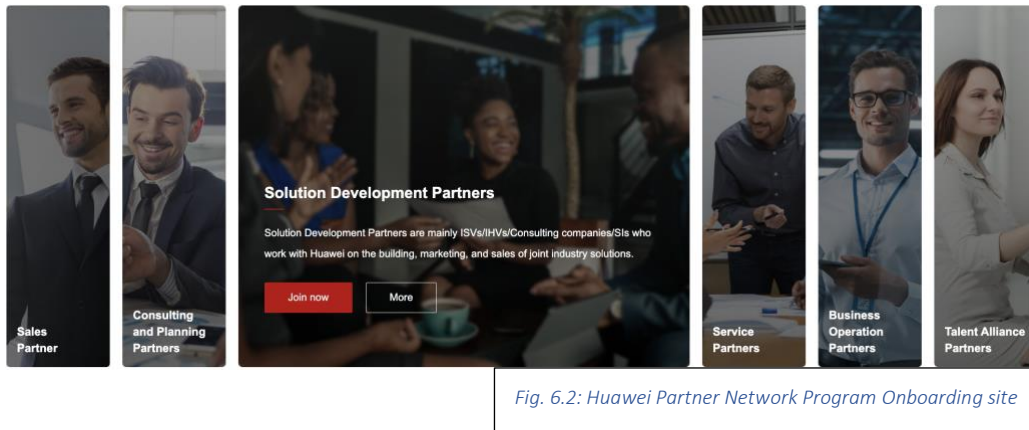 Sales
Partner
Consulting
and Planning
Partners
Solution Development Partners
Solution Development Partners are mainly ISVs/IHVs/Consulting companies/SIs who
work with Huawei on the building, marketing, and sales of joint industry solutions.
Join now
More
Service
Partners
Business
Operation
Partners
Talent Alliance
Partners
Fig. 6.2: Huawei Partner Network Program Onboarding site